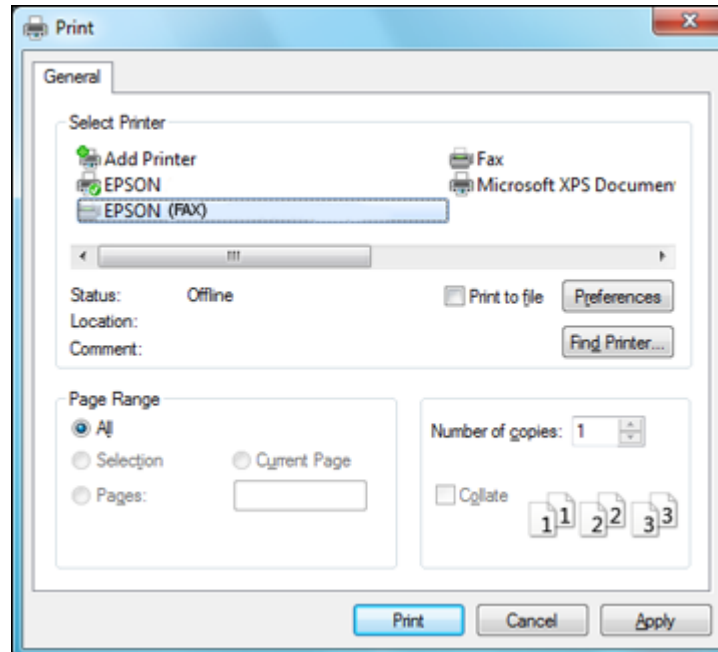 Print
General
Select Printer
Add Printer
Fax
EPSON
Microsoft XPS Documen
EPSON (FAX)
Status: Offline
Print to file
Preferences
Location:
Find Printer...
Comment:
Page Range
All
Number of copies: 1
Selection
Current Page
Pages:
Collate
1 1 2 2 3 3
Print
Cancel
Apply